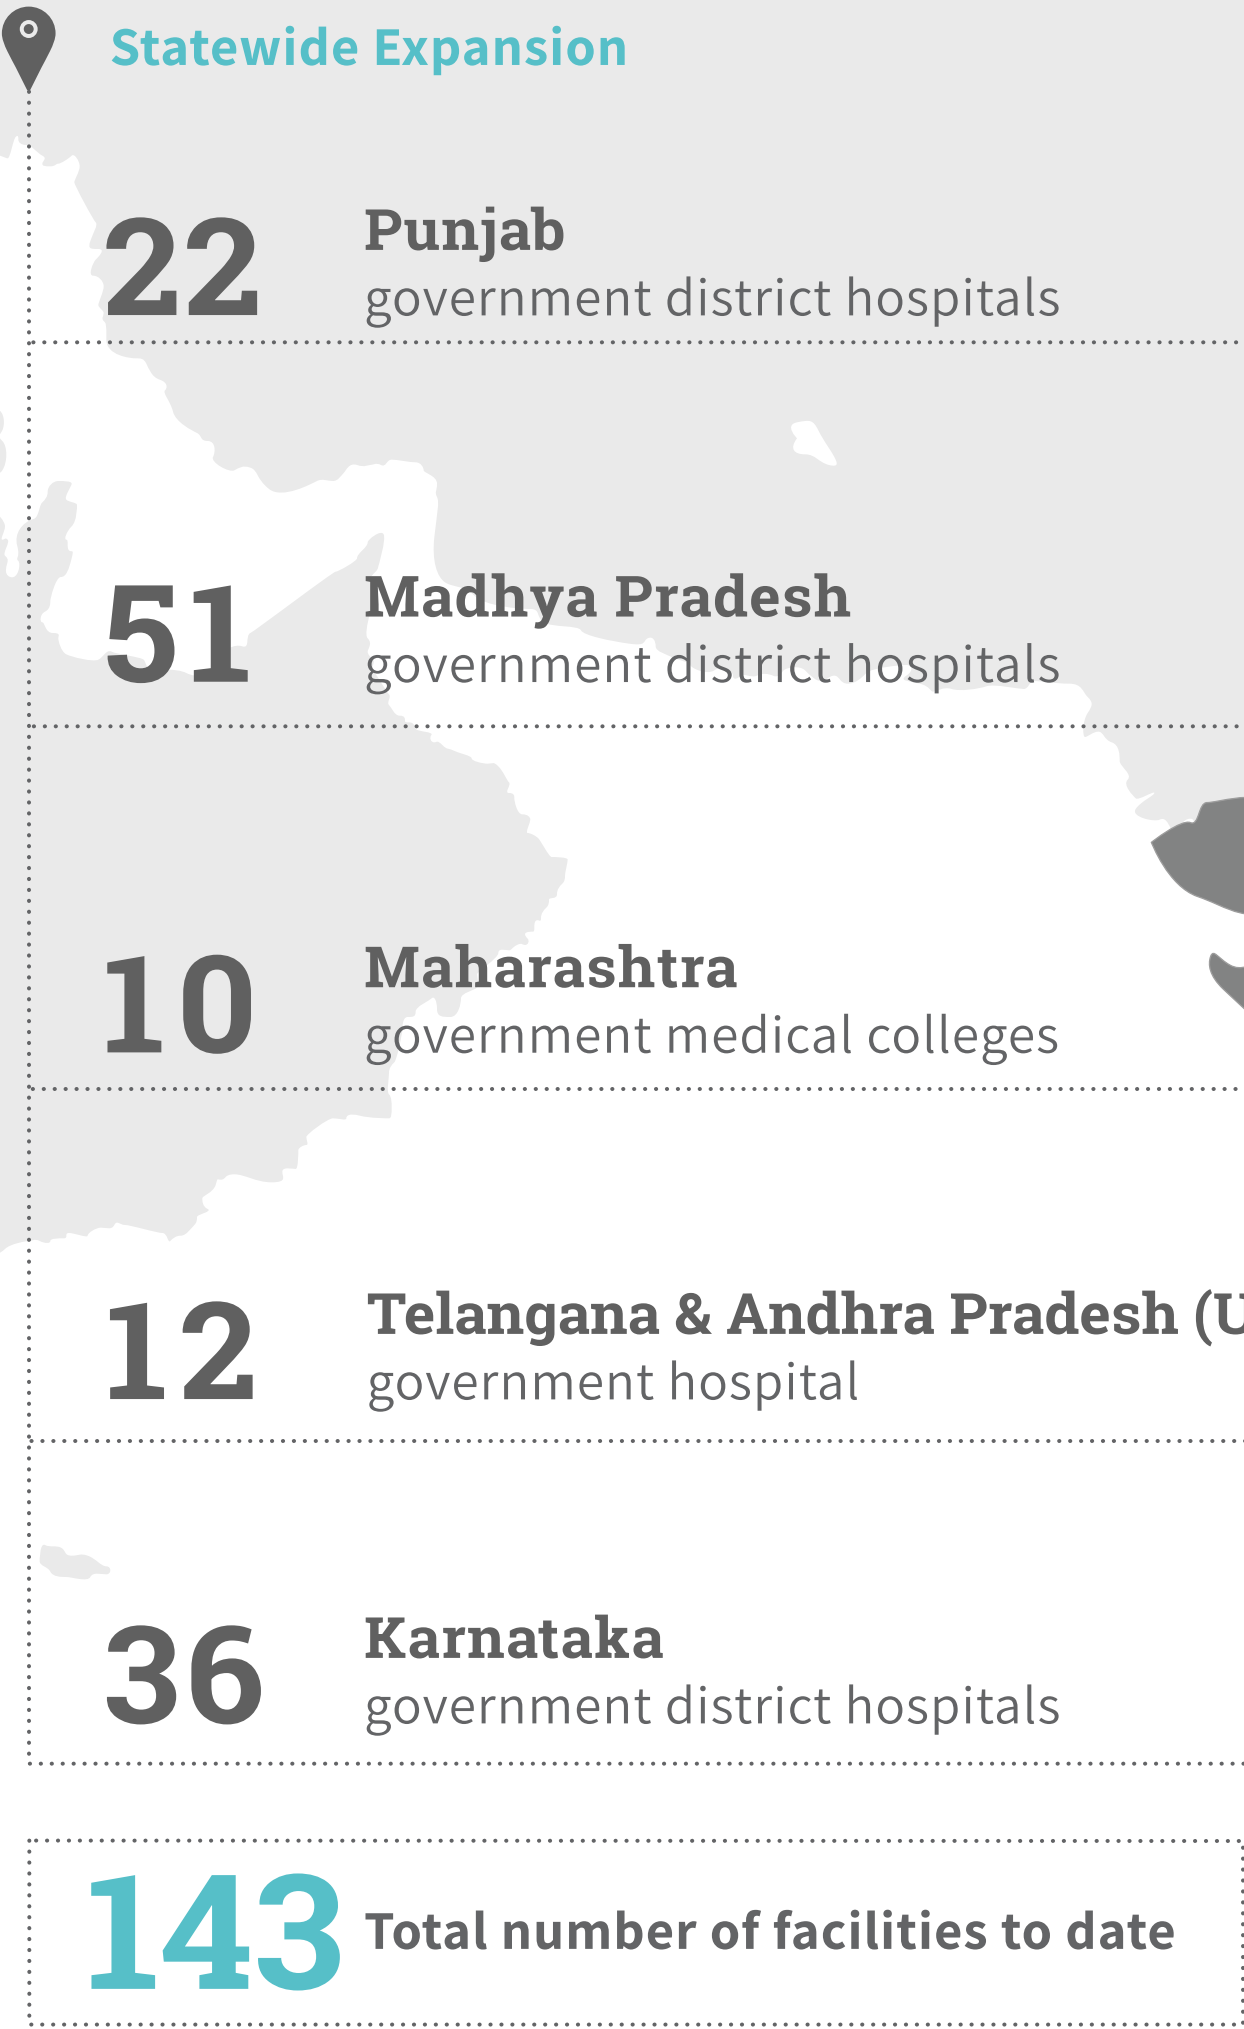 Statewide Expansion
22
Punjab
government district hospitals
51
Madhya Pradesh
government district hospitals
10
Maharashtra
government medical colleges
12
Telangana & Andhra Pradesh (U
government hospital
36
Karnataka
government district hospitals
143
Total number of facilities to date